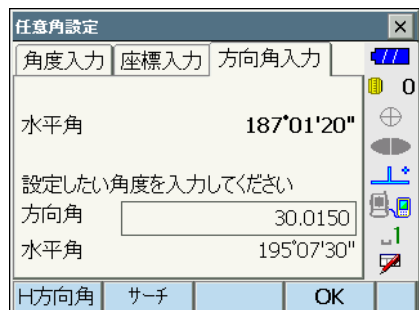 任意角設定
角度入力 座標入力 方向角入力
0
水平角 187°01'20"
設定したい角度を入力してください
方向角 30.0150
水平角 195°07'30"
1
H方向角 サーチ OK